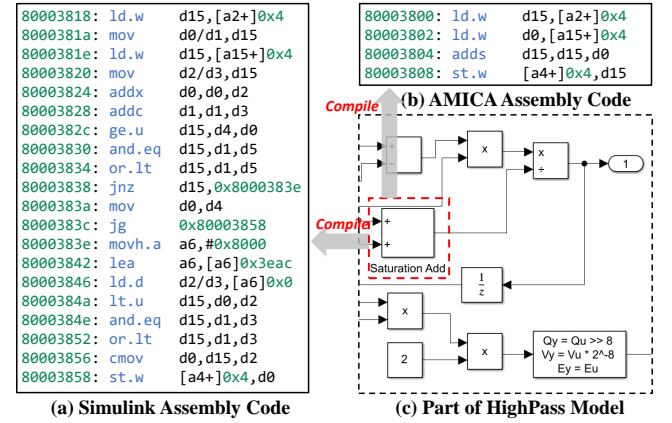 80003818: ld.w d15,[a2+]0x4
8000381a: mov d0/d1,d15
8000381e: ld.w d15,[a15+]0x4
80003820: mov d2/d3,d15
80003824: addx d0,d0,d2
80003828: addc d1,d1,d3
8000382c: ge.u d15,d4,d0
80003830: and.eq d15,d1,d5
80003834: or.lt d15,d1,d5
80003838: jnz d15,0x8000383e
8000383a: mov d0,d4
8000383c: jg 0x80003858
8000383e: movh.a a6,#0x8000
80003842: lea a6,[a6]0x3eac
80003846: ld.d d2/d3,[a6]0x0
8000384a: lt.u d15,d0,d2
8000384e: and.eq d15,d1,d3
80003852: or.lt d15,d1,d3
80003856: cmov d0,d15,d2
80003858: st.w [a4+]0x4,d0
(a) Simulink Assembly Code
80003800: ld.w d15,[a2+]0x4
80003802: ld.w d0,[a15+]0x4
80003804: adds d15,d15,d0
80003808: st.w [a4+]0x4,d15
(b) AMICA Assembly Code
Compile
Compile
+
−
x
x
÷
1
+
+
Saturation Add
1
z
x
2
x
Qy = Qu >> 8
Vy = Vu * 2^-8
Ey = Eu
(c) Part of HighPass Model